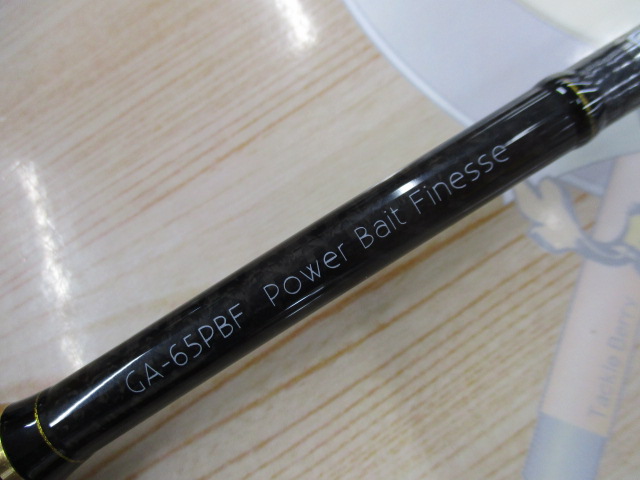 GA-65PBF Power Bait Finesse
Tackle Berry